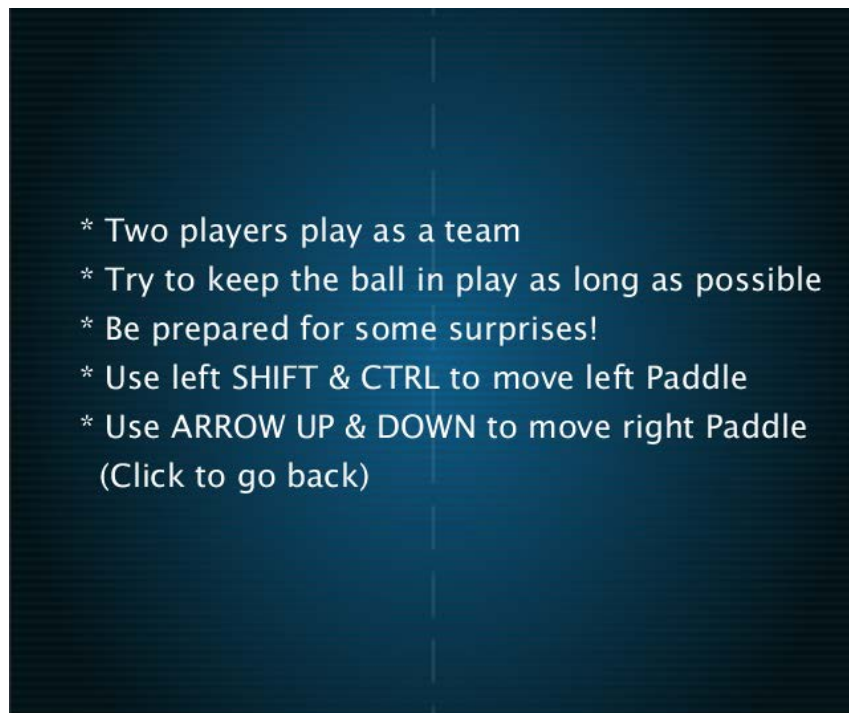 * Two players play as a team
* Try to keep the ball in play as long as possible
* Be prepared for some surprises!
* Use left SHIFT & CTRL to move left Paddle
* Use ARROW UP & DOWN to move right Paddle
(Click to go back)